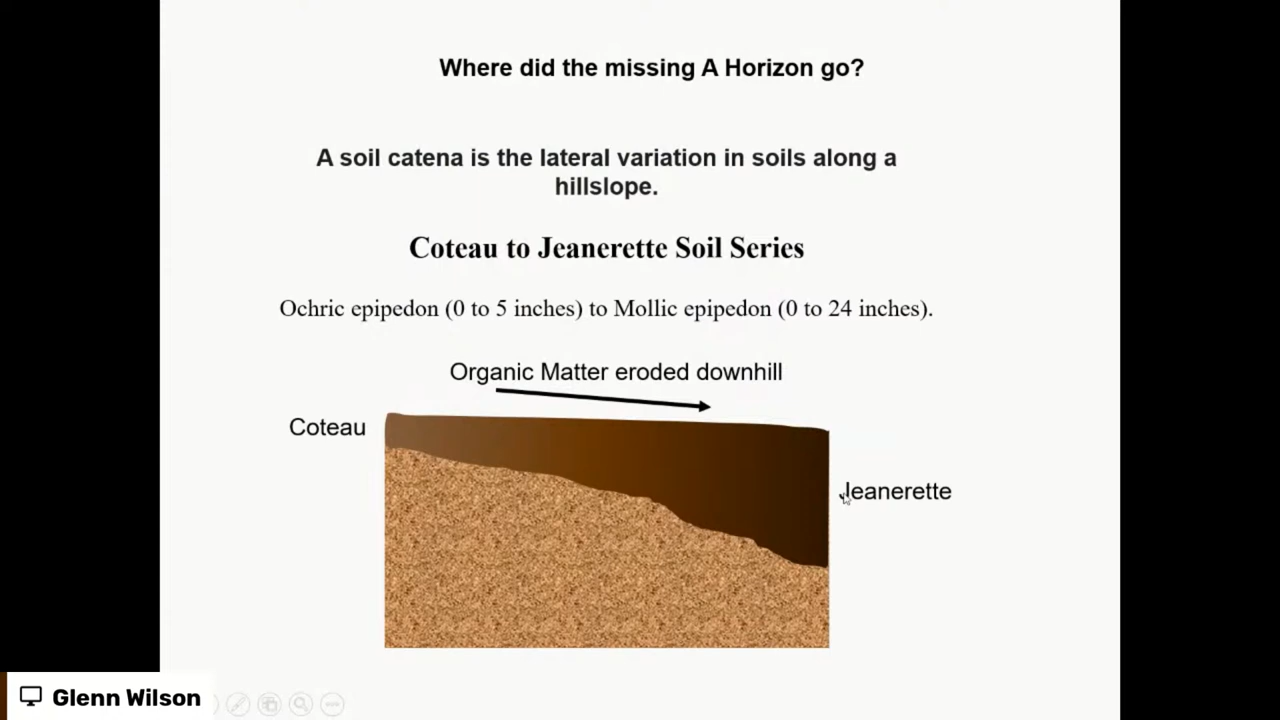 Where did the missing A Horizon go?
A soil catena is the lateral variation in soils along a
hillslope.
Coteau to Jeanerette Soil Series
Ochric epipedon (0 to 5 inches) to Mollic epipedon (0 to 24 inches).
Organic Matter eroded downhill
Coteau
Jeanerette
Glenn Wilson